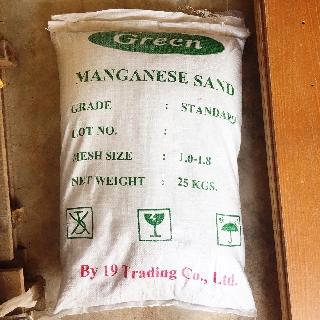 Green
MANGANESE SAND
GRADE : STANDARD
LOT NO. :
MESH SIZE : 1.0-1.8
NET WEIGHT : 25 KGS.
By 19 Trading Co., Ltd.